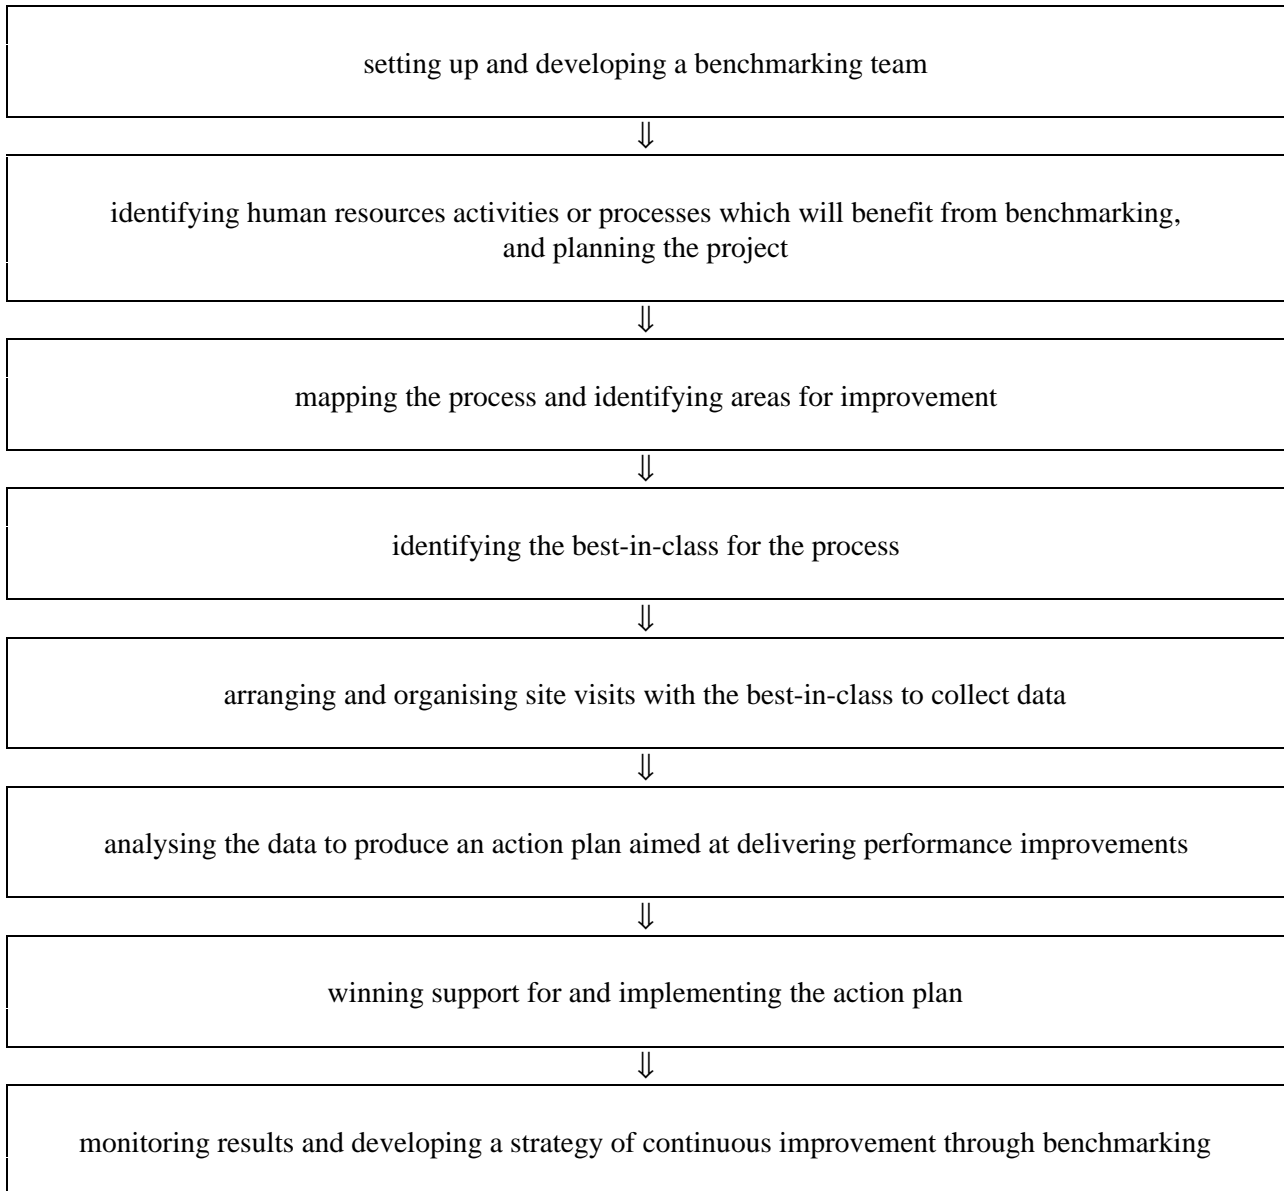 setting up and developing a benchmarking team
⇓
identifying human resources activities or processes which will benefit from benchmarking,
and planning the project
⇓
mapping the process and identifying areas for improvement
⇓
identifying the best-in-class for the process
⇓
arranging and organising site visits with the best-in-class to collect data
⇓
analysing the data to produce an action plan aimed at delivering performance improvements
⇓
winning support for and implementing the action plan
⇓
monitoring results and developing a strategy of continuous improvement through benchmarking